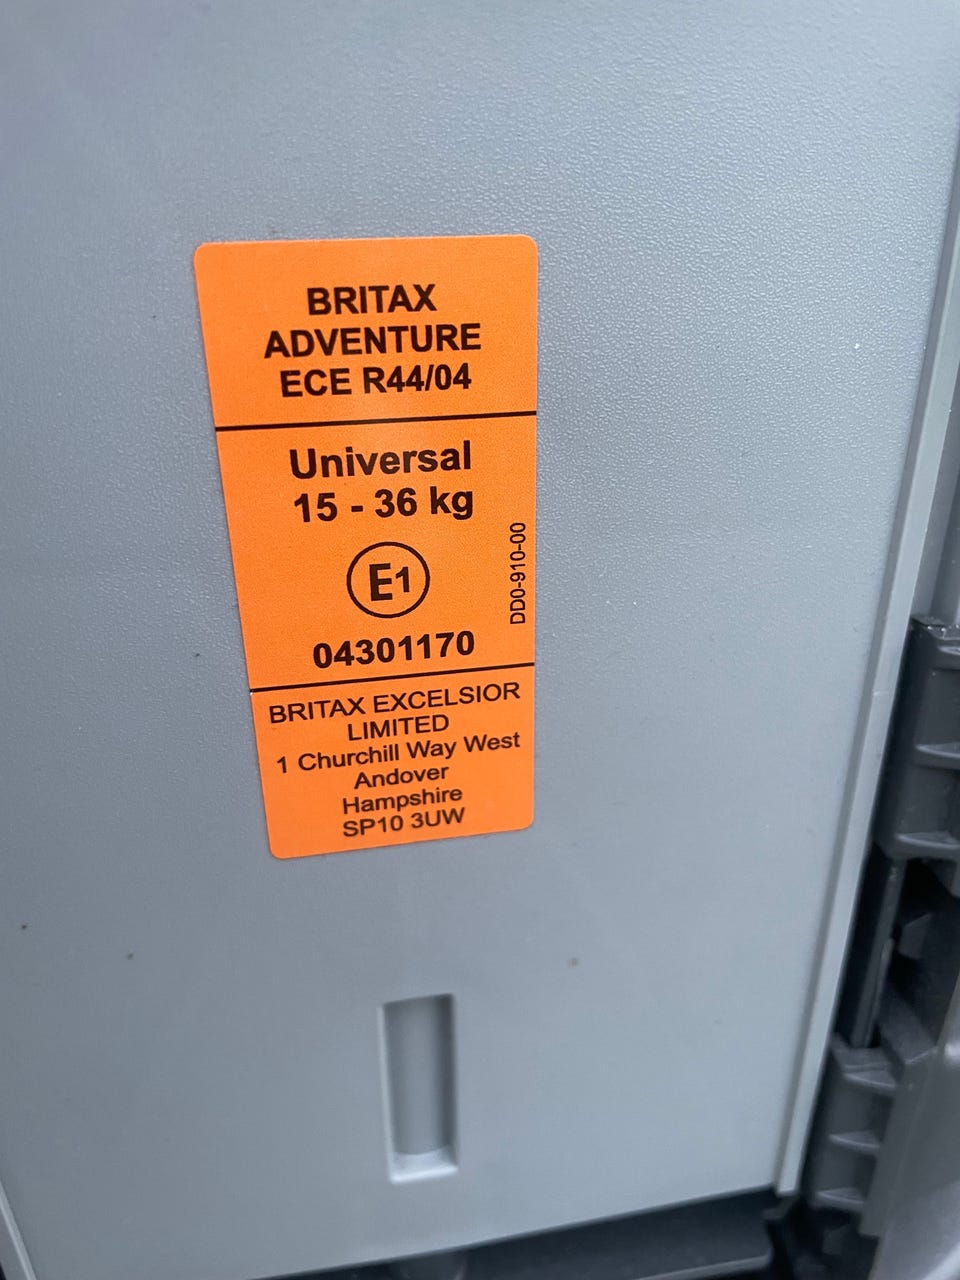 BRITAX
ADVENTURE
ECE R44/04
Universal
15 - 36 kg
E1
DD0-910-00
04301170
BRITAX EXCELSIOR
LIMITED
1 Churchill Way West
Andover
Hampshire
SP10 3UW